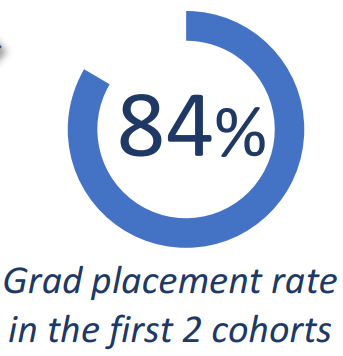 84%
Grad placement rate
in the first 2 cohorts